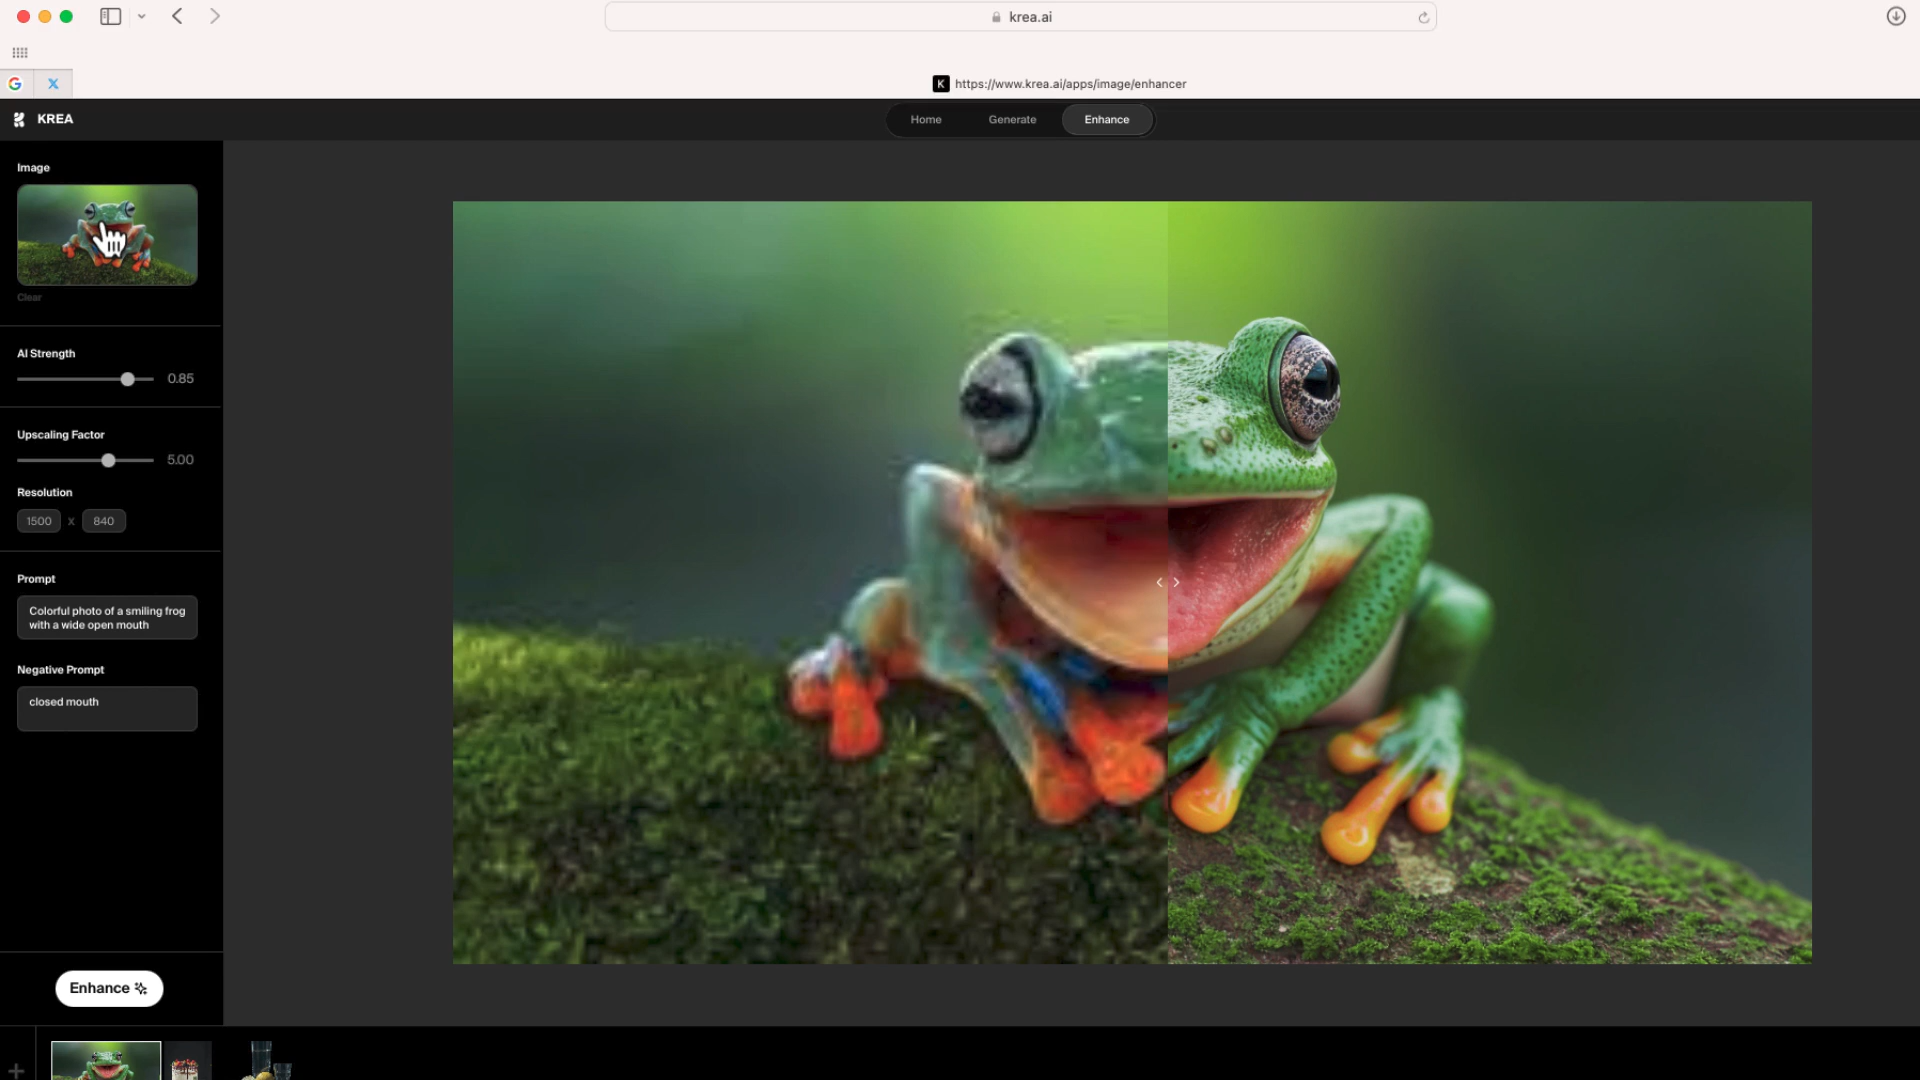 krea.ai
K https://www.krea.ai/apps/image/enhancer
KREA
Home
Generate
Enhance
Image
Clear
AI Strength
0.85
Upscaling Factor
5.00
Resolution
1500 x 840
Prompt
Colorful photo of a smiling frog
with a wide open mouth
Negative Prompt
closed mouth
Enhance